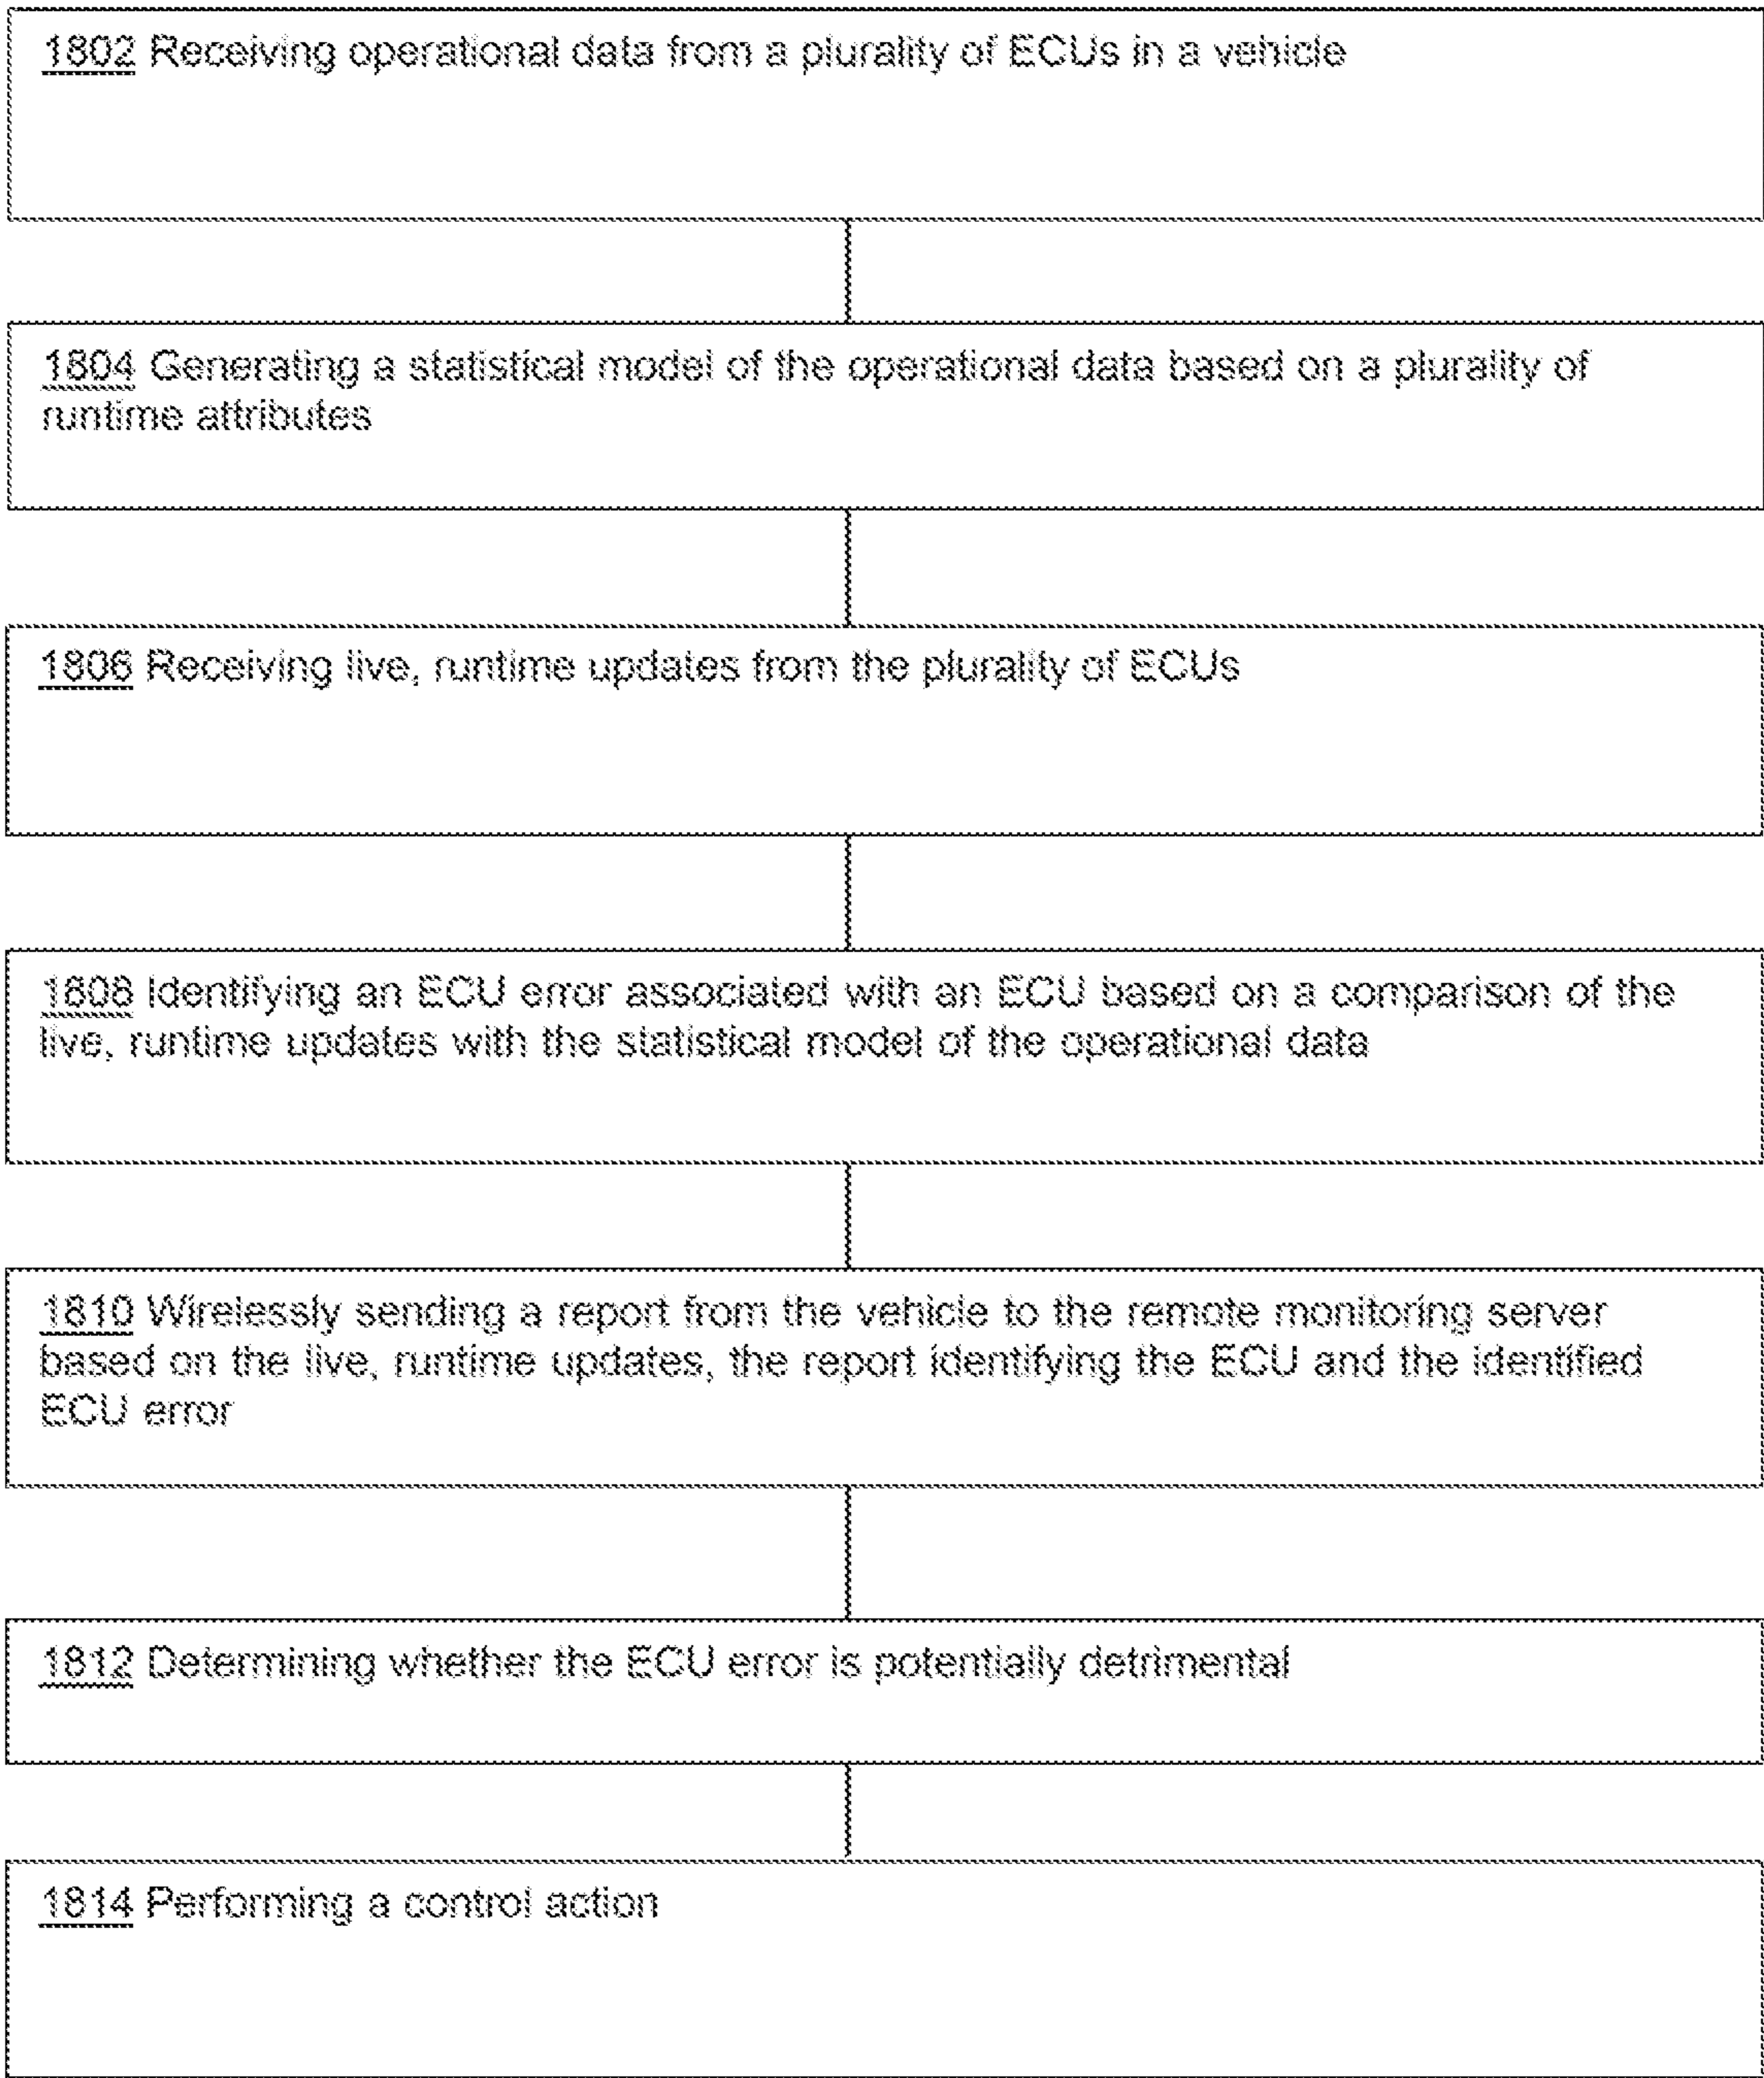 1802 Receiving operational data from a plurality of ECUs in a vehicle
1804 Generating a statistical model of the operational data based on a plurality of
runtime attributes
1806 Receiving live, runtime updates from the plurality of ECUs
1808 Identifying an ECU error associated with an ECU based on a comparison of the
live, runtime updates with the statistical model of the operational data
1810 Wirelessly sending a report from the vehicle to the remote monitoring server
based on the live, runtime updates, the report identifying the ECU and the identified
ECU error
1812 Determining whether the ECU error is potentially detrimental
1814 Performing a control action